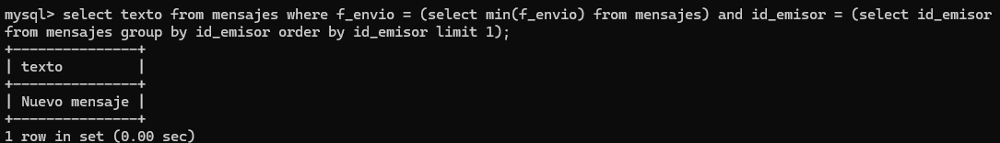 mysql> select texto from mensajes where f_envio = (select min(f_envio) from mensajes) and id_emisor = (select id_emisor
from mensajes group by id_emisor order by id_emisor limit 1);
+---------------+
| texto         |
+---------------+
| Nuevo mensaje |
+---------------+
1 row in set (0.00 sec)